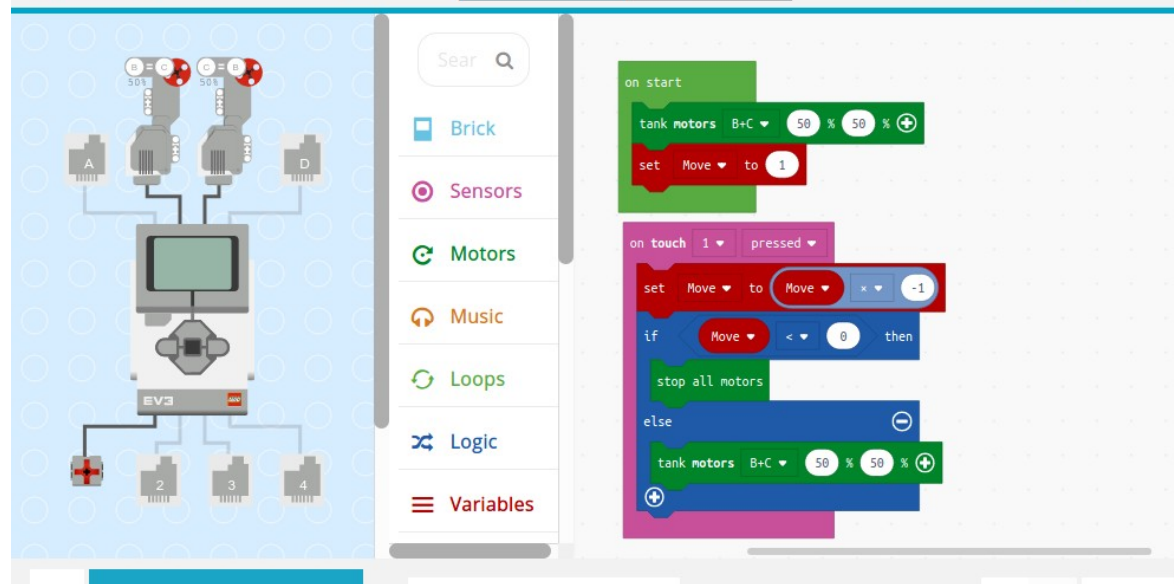 B = C
C = B
50%
50%
A
D
EV3
2
3
4
Sear
Brick
Sensors
Motors
Music
Loops
Logic
Variables
on start
tank motors B+C 50 % 50 %
set Move to 1
on touch 1 pressed
set Move to Move × -1
if Move < 0 then
stop all motors
else
tank motors B+C 50 % 50 %